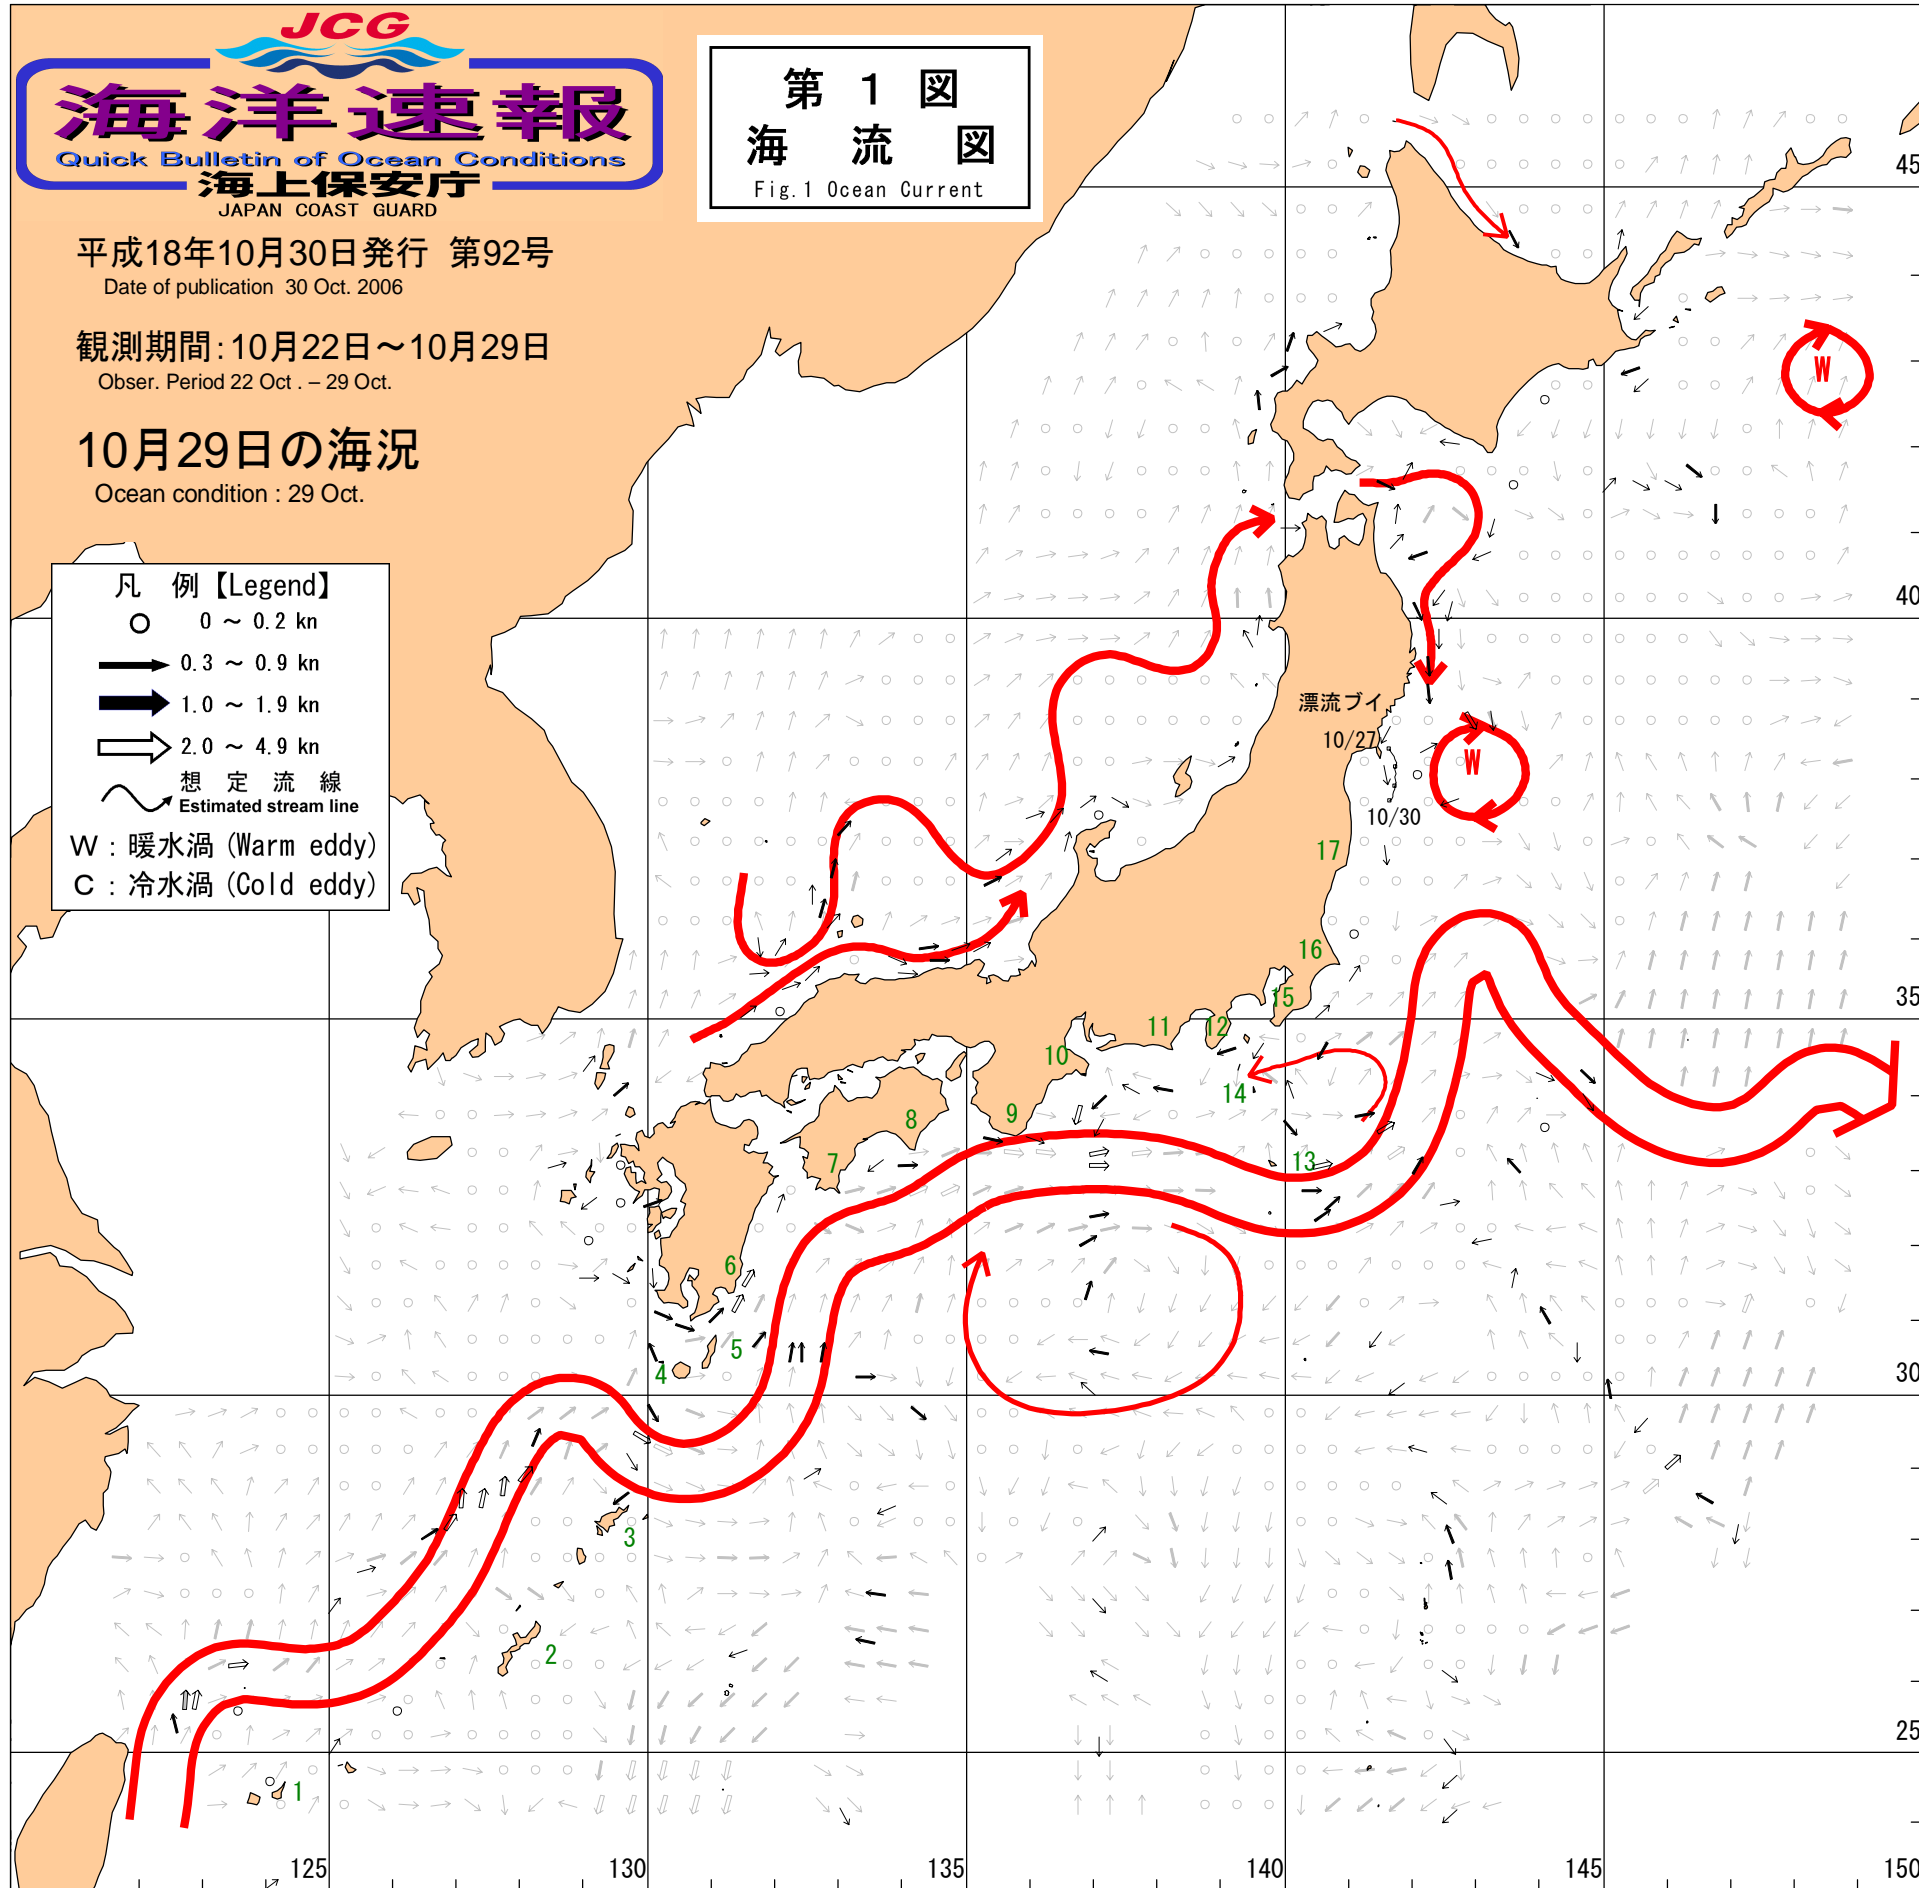 JCG
海洋速報
Quick Bulletin of Ocean Conditions
海上保安庁
JAPAN COAST GUARD
第 1 図
海 流 図
Fig.1 Ocean Current
平成18年10月30日発行 第92号
Date of publication 30 Oct. 2006
観測期間:10月22日~10月29日
Obser. Period 22 Oct . – 29 Oct.
10月29日の海況
Ocean condition : 29 Oct.
凡 例【Legend】
0 ~ 0.2 kn
0.3 ~ 0.9 kn
1.0 ~ 1.9 kn
2.0 ~ 4.9 kn
想 定 流 線
Estimated stream line
W : 暖水渦 (Warm eddy)
C : 冷水渦 (Cold eddy)
45
W
40
漂流ブイ
10/27
W
10/30
17
16
15
35
12
11
10
14
9
8
13
7
6
5
4
30
3
2
25
1
125
130
135
140
145
150